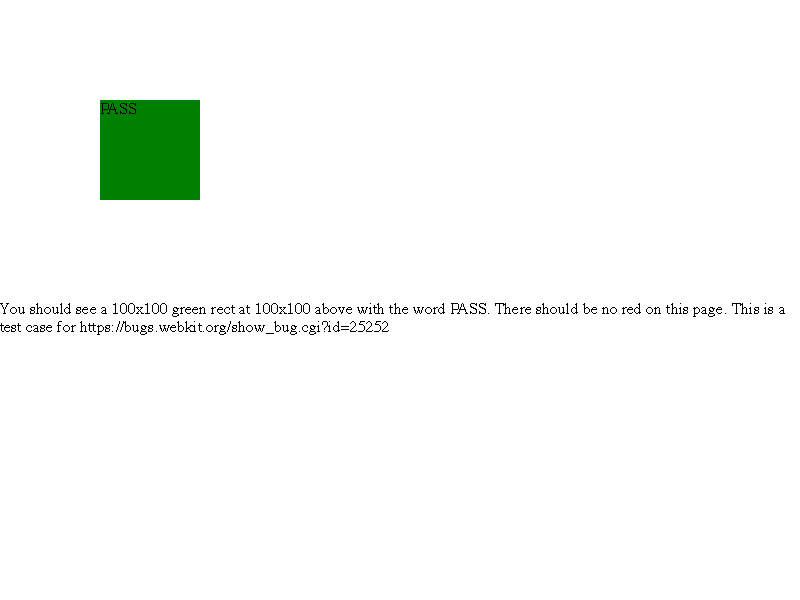 PASS
You should see a 100x100 green rect at 100x100 above with the word PASS. There should be no red on this page. This is a
test case for https://bugs.webkit.org/show_bug.cgi?id=25252